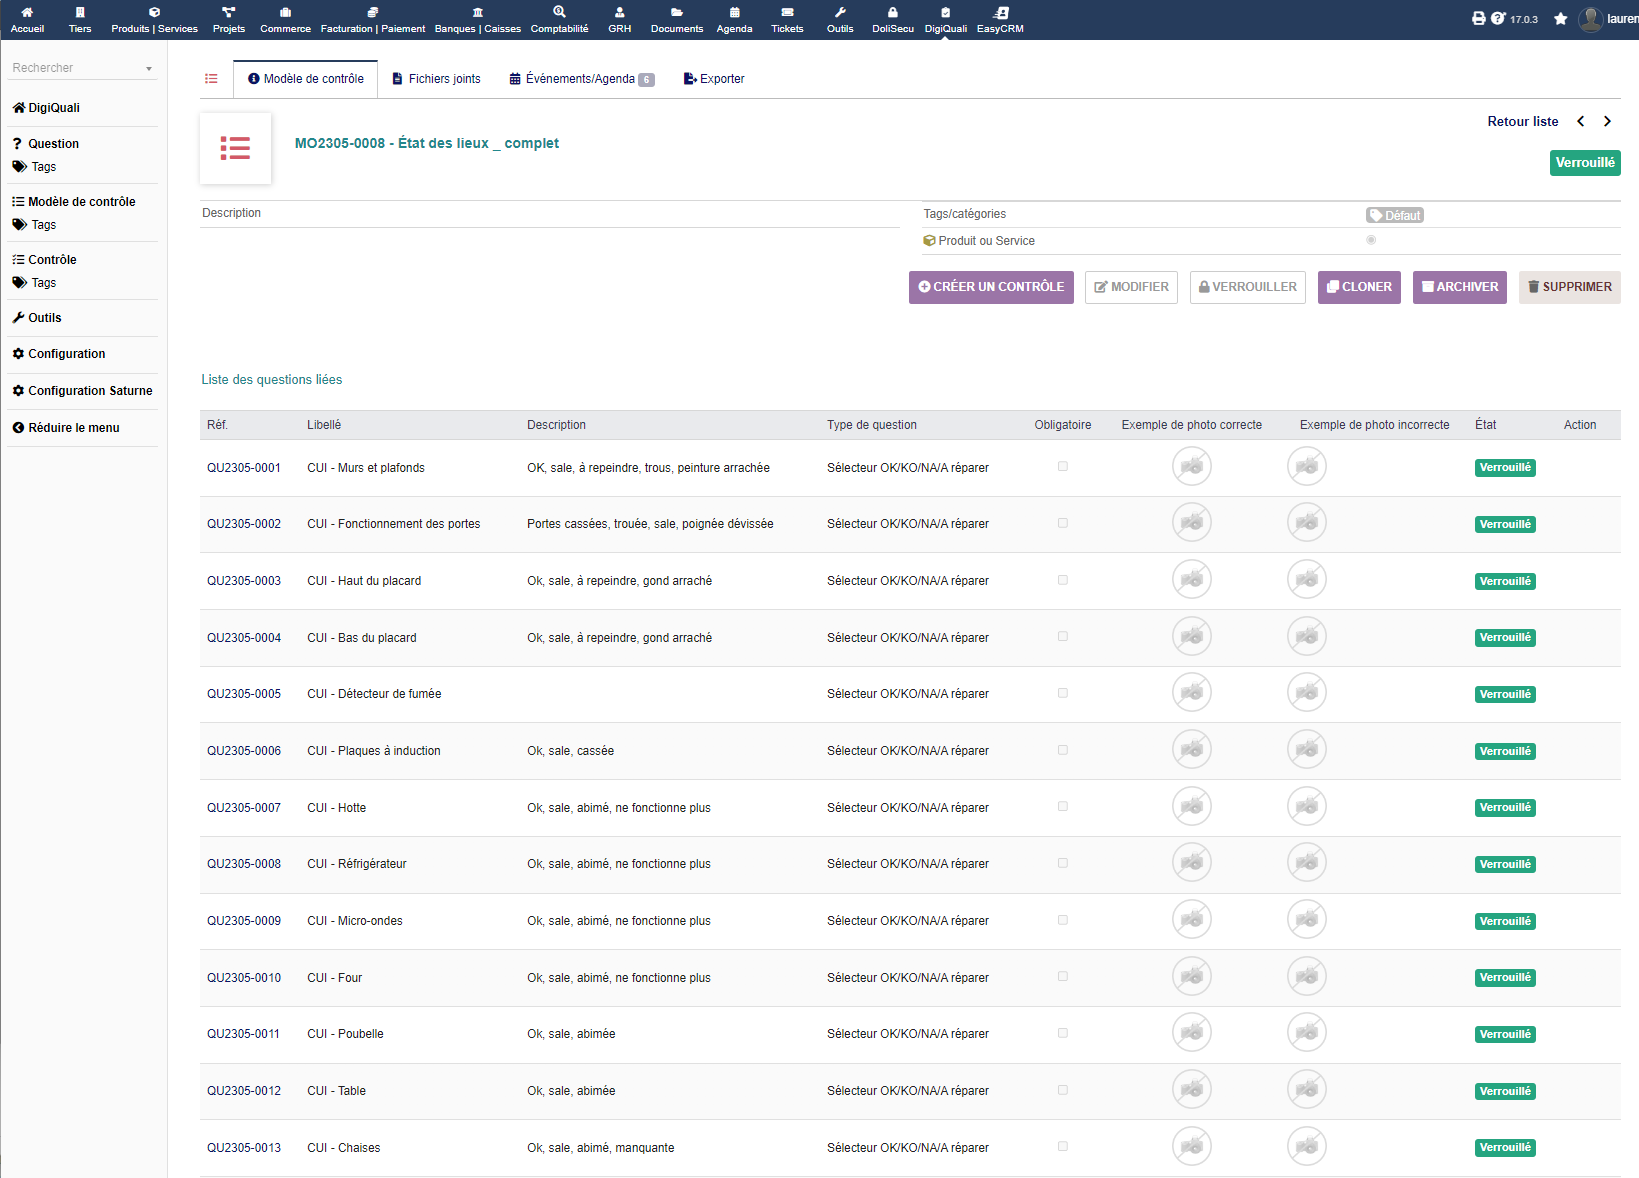 Accueil Tiers Produits | Services Projets Commerce Facturation | Paiement Banques | Caisses Comptabilité GRH Documents Agenda Tickets Outils DoliSecu DigiQuali EasyCRM 17.0.3 lauren
Rechercher
DigiQuali
Question
Tags
Modèle de contrôle
Tags
Contrôle
Tags
Outils
Configuration
Configuration Saturne
Réduire le menu
Modèle de contrôle Fichiers joints Événements/Agenda 6 Exporter
Retour liste
MO2305-0008 - État des lieux _ complet
Verrouillé
Description
Tags/catégories Défaut
Produit ou Service
CRÉER UN CONTRÔLE MODIFIER VERROUILLER CLONER ARCHIVER SUPPRIMER
Liste des questions liées
Réf. Libellé Description Type de question Obligatoire Exemple de photo correcte Exemple de photo incorrecte État Action
QU2305-0001 CUI - Murs et plafonds OK, sale, à repeindre, trous, peinture arrachée Sélecteur OK/KO/NA/A réparer Verrouillé
QU2305-0002 CUI - Fonctionnement des portes Portes cassées, trouée, sale, poignée dévissée Sélecteur OK/KO/NA/A réparer Verrouillé
QU2305-0003 CUI - Haut du placard Ok, sale, à repeindre, gond arraché Sélecteur OK/KO/NA/A réparer Verrouillé
QU2305-0004 CUI - Bas du placard Ok, sale, à repeindre, gond arraché Sélecteur OK/KO/NA/A réparer Verrouillé
QU2305-0005 CUI - Détecteur de fumée Sélecteur OK/KO/NA/A réparer Verrouillé
QU2305-0006 CUI - Plaques à induction Ok, sale, cassée Sélecteur OK/KO/NA/A réparer Verrouillé
QU2305-0007 CUI - Hotte Ok, sale, abimé, ne fonctionne plus Sélecteur OK/KO/NA/A réparer Verrouillé
QU2305-0008 CUI - Réfrigérateur Ok, sale, abimé, ne fonctionne plus Sélecteur OK/KO/NA/A réparer Verrouillé
QU2305-0009 CUI - Micro-ondes Ok, sale, abimé, ne fonctionne plus Sélecteur OK/KO/NA/A réparer Verrouillé
QU2305-0010 CUI - Four Ok, sale, abimé, ne fonctionne plus Sélecteur OK/KO/NA/A réparer Verrouillé
QU2305-0011 CUI - Poubelle Ok, sale, abimée Sélecteur OK/KO/NA/A réparer Verrouillé
QU2305-0012 CUI - Table Ok, sale, abimée Sélecteur OK/KO/NA/A réparer Verrouillé
QU2305-0013 CUI - Chaises Ok, sale, abimé, manquante Sélecteur OK/KO/NA/A réparer Verrouillé